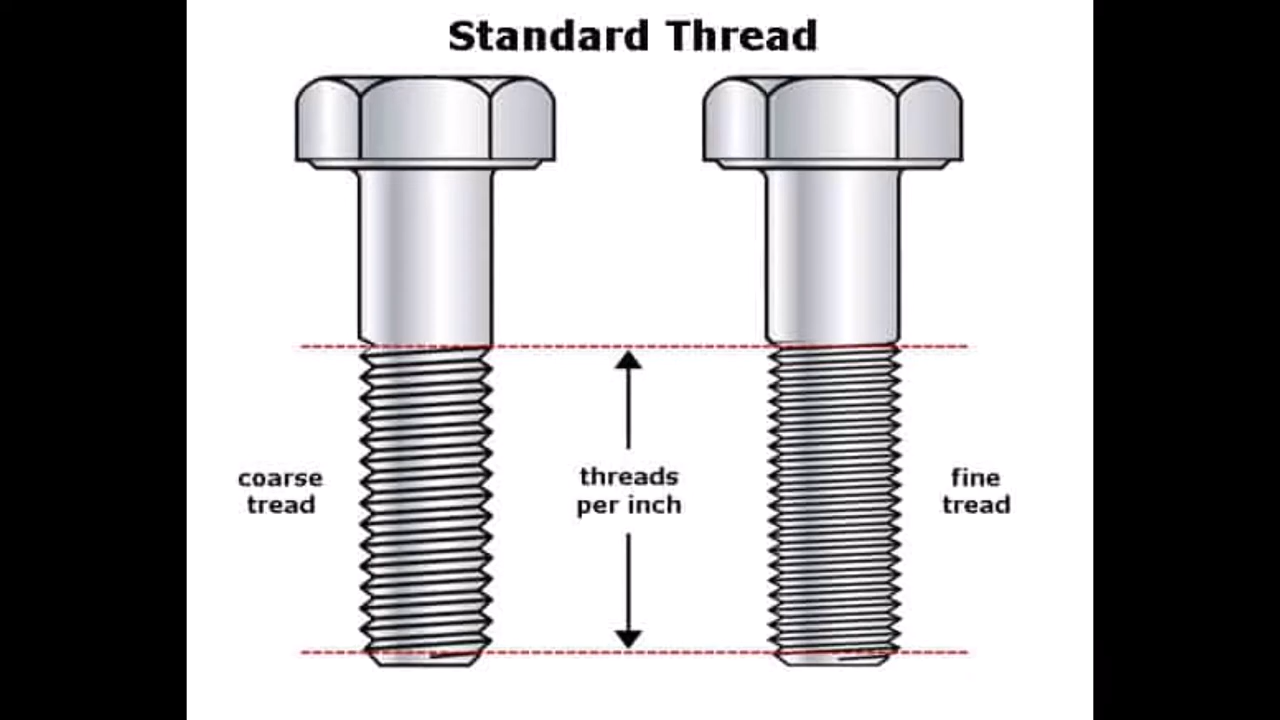 Standard Thread
coarse
tread
threads
per inch
fine
tread